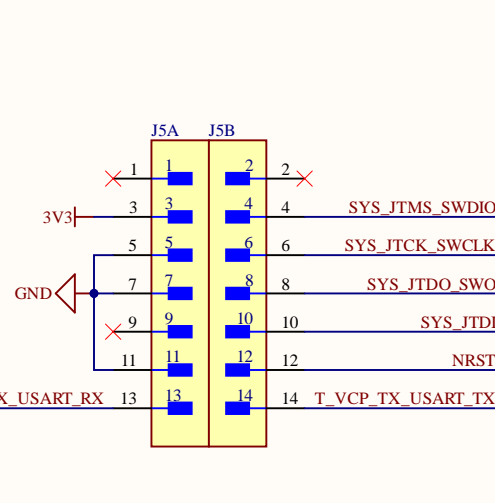 J5A J5B
1 1 2 2
3V3 3 3 4 4 SYS_JTMS_SWDIO
5 5 6 6 SYS_JTCK_SWCLK
GND 7 7 8 8 SYS_JTDO_SWO
9 9 10 10 SYS_JTDI
11 11 12 12 NRST
X_USART_RX 13 13 14 14 T_VCP_TX_USART_TX